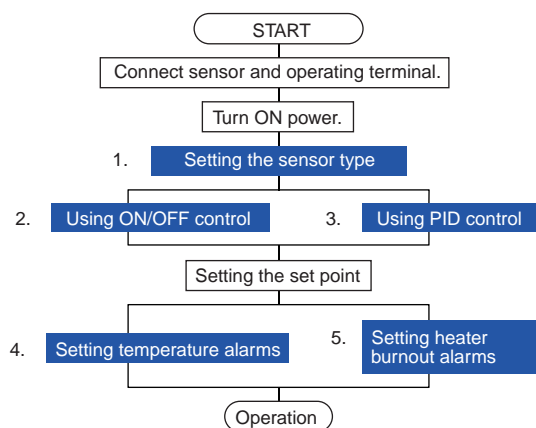 START
Connect sensor and operating terminal.
Turn ON power.
1. Setting the sensor type
2. Using ON/OFF control
3. Using PID control
Setting the set point
4. Setting temperature alarms
5. Setting heater
burnout alarms
Operation